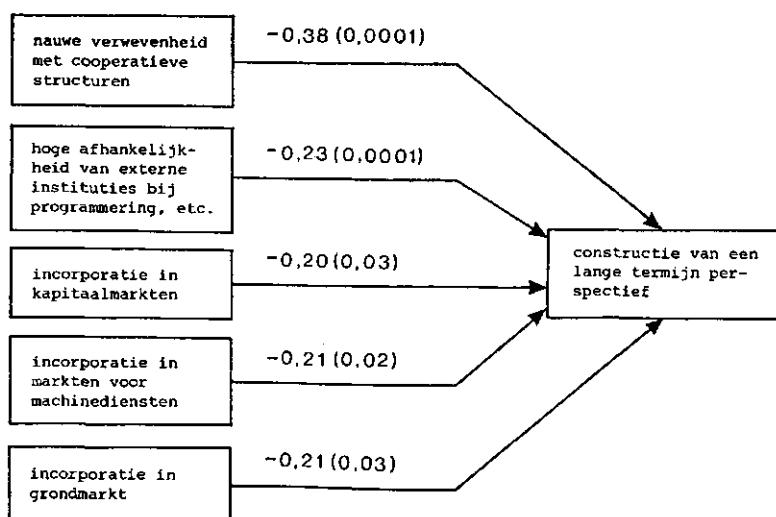 nauwe verwevenheid
met cooperatieve
structuren
-0,38(0,0001)
hoge afhankelijk-
heid van externe
instituties bij
programmering, etc.
-0,23(0,0001)
incorporatie in
kapitaalmarkten
-0,20(0,03)
incorporatie in
markten voor
machinediensten
-0,21(0,02)
incorporatie in
grondmarkt
-0,21(0,03)
constructie van een
lange termijn per-
spectief